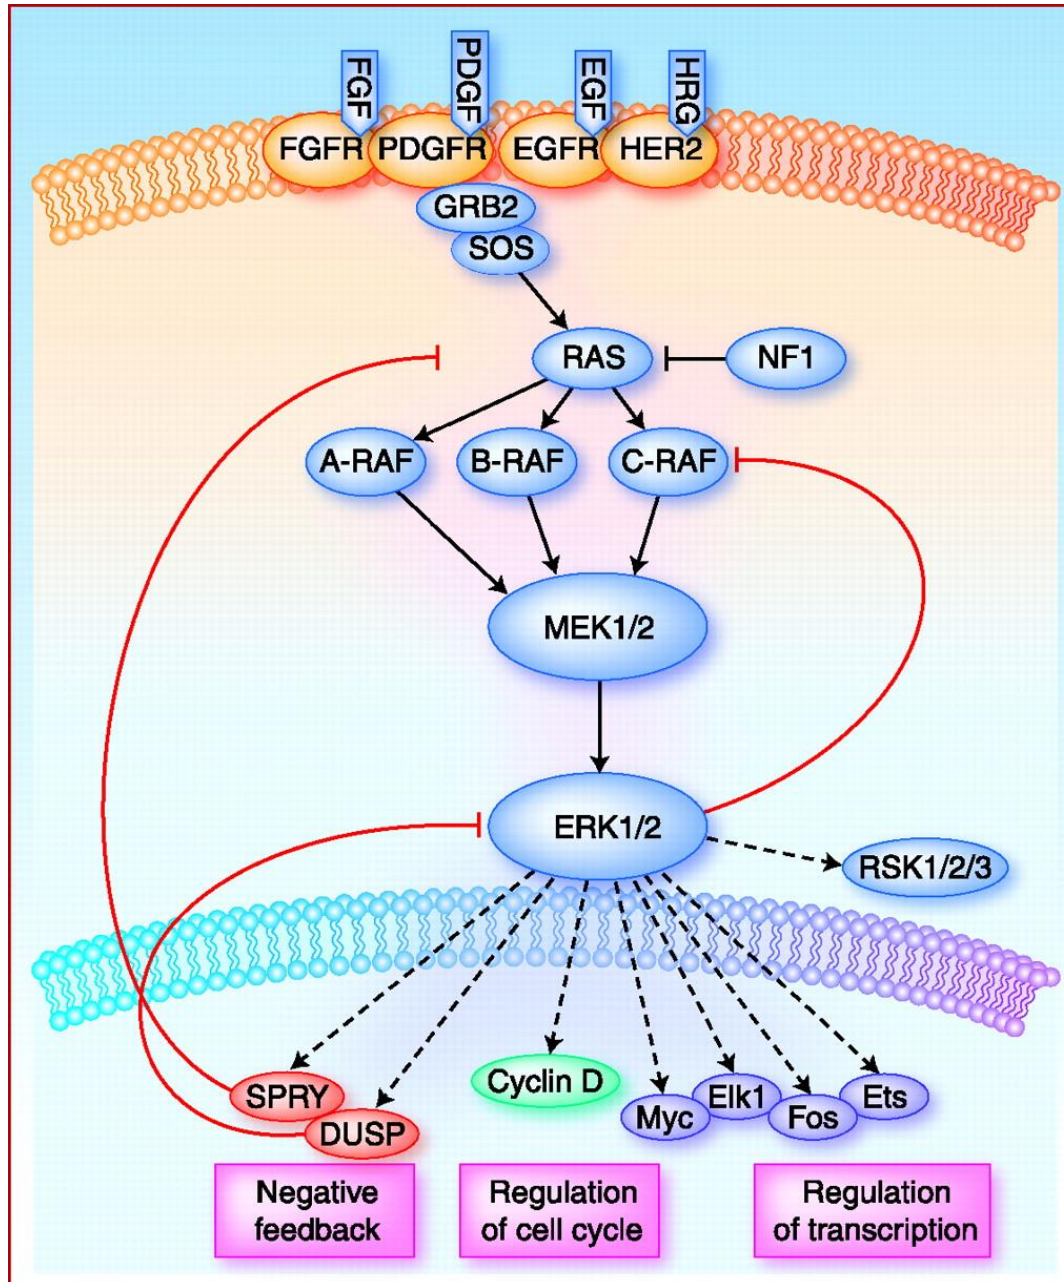 FGF
PDGF
EGF
HRG
FGFR
PDGFR
EGFR
HER2
GRB2
SOS
RAS
NF1
A-RAF
B-RAF
C-RAF
MEK1/2
ERK1/2
RSK1/2/3
SPRY
DUSP
Cyclin D
Myc
Elk1
Fos
Ets
Negative
feedback
Regulation
of cell cycle
Regulation
of transcription